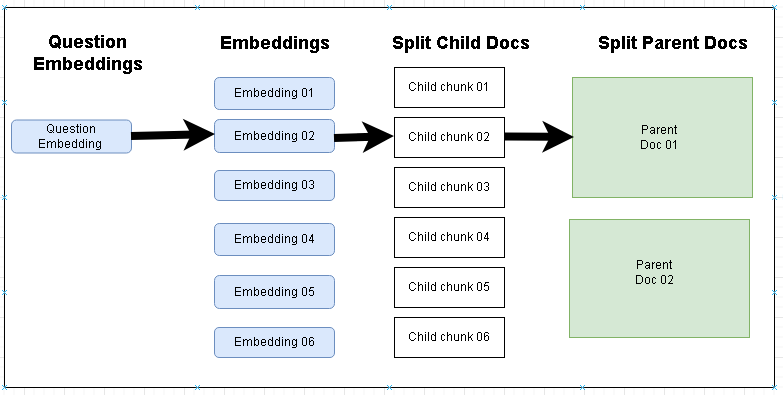 Question
Embeddings
Embeddings
Split Child Docs
Split Parent Docs
Question
Embedding
Embedding 01
Embedding 02
Embedding 03
Embedding 04
Embedding 05
Embedding 06
Child chunk 01
Child chunk 02
Child chunk 03
Child chunk 04
Child chunk 05
Child chunk 06
Parent
Doc 01
Parent
Doc 02